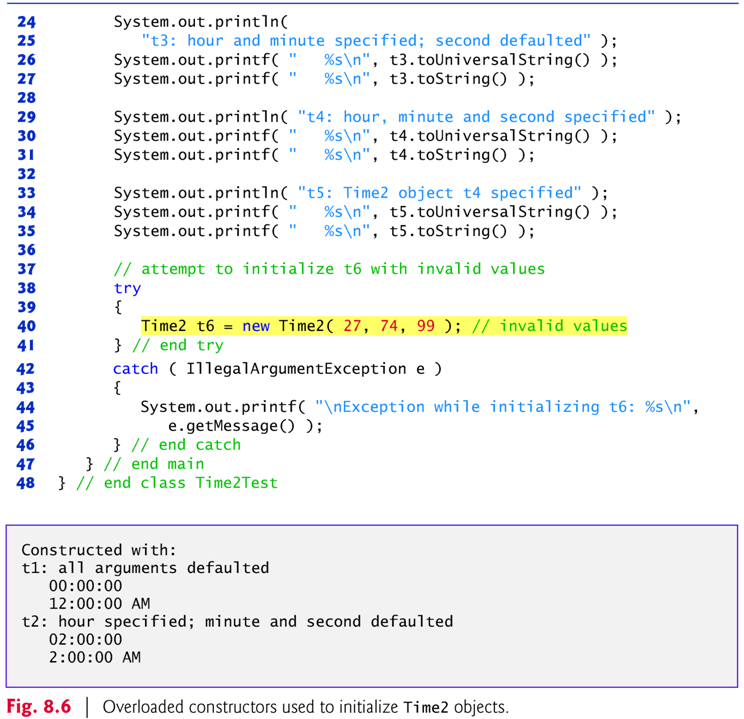 24 System.out.println(
25 "t3: hour and minute specified; second defaulted" );
26 System.out.printf( "   %s\n", t3.toUniversalString() );
27 System.out.printf( "   %s\n", t3.toString() );
28
29 System.out.println( "t4: hour, minute and second specified" );
30 System.out.printf( "   %s\n", t4.toUniversalString() );
31 System.out.printf( "   %s\n", t4.toString() );
32
33 System.out.println( "t5: Time2 object t4 specified" );
34 System.out.printf( "   %s\n", t5.toUniversalString() );
35 System.out.printf( "   %s\n", t5.toString() );
36
37 // attempt to initialize t6 with invalid values
38 try
39 {
40 Time2 t6 = new Time2( 27, 74, 99 ); // invalid values
41 } // end try
42 catch ( IllegalArgumentException e )
43 {
44 System.out.printf( "\nException while initializing t6: %s\n",
45 e.getMessage() );
46 } // end catch
47 } // end main
48 } // end class Time2Test
Constructed with:
t1: all arguments defaulted
00:00:00
12:00:00 AM
t2: hour specified; minute and second defaulted
02:00:00
2:00:00 AM
Fig. 8.6 | Overloaded constructors used to initialize Time2 objects.